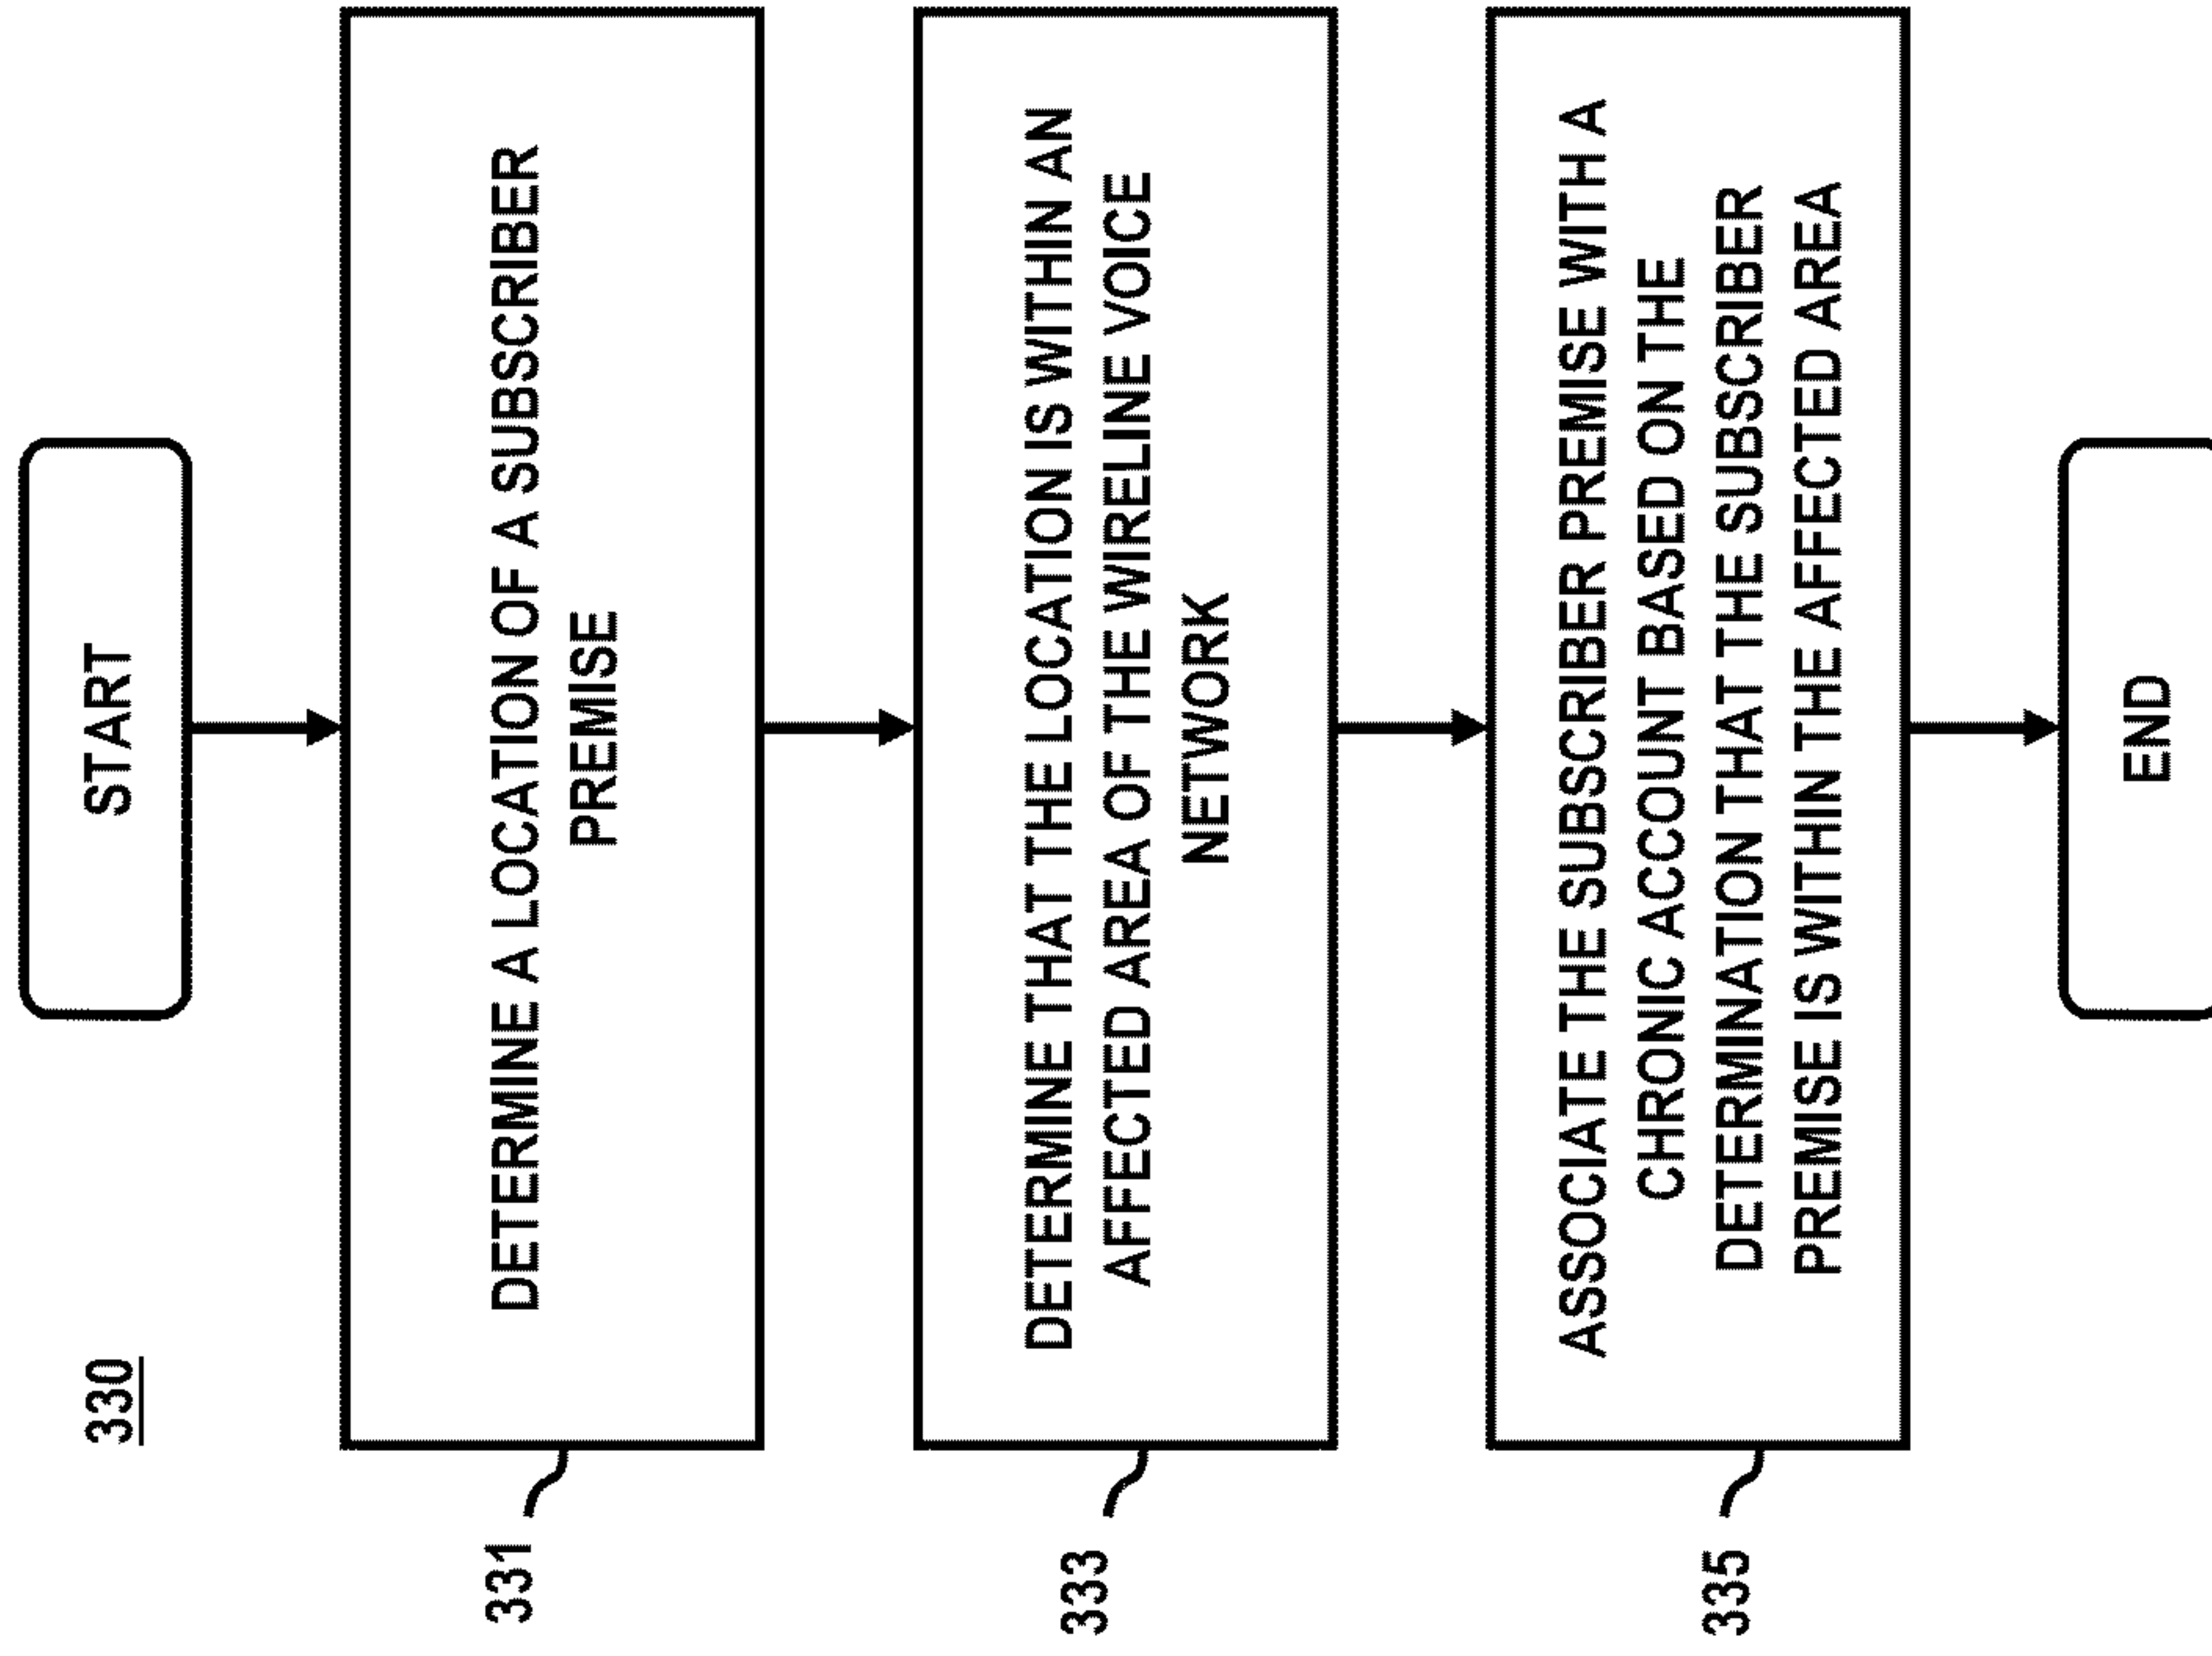 330
START
331
DETERMINE A LOCATION OF A SUBSCRIBER
PREMISE
333
DETERMINE THAT THE LOCATION IS WITHIN AN
AFFECTED AREA OF THE WIRELINE VOICE
NETWORK
335
ASSOCIATE THE SUBSCRIBER PREMISE WITH A
CHRONIC ACCOUNT BASED ON THE
DETERMINATION THAT THE SUBSCRIBER
PREMISE IS WITHIN THE AFFECTED AREA
END